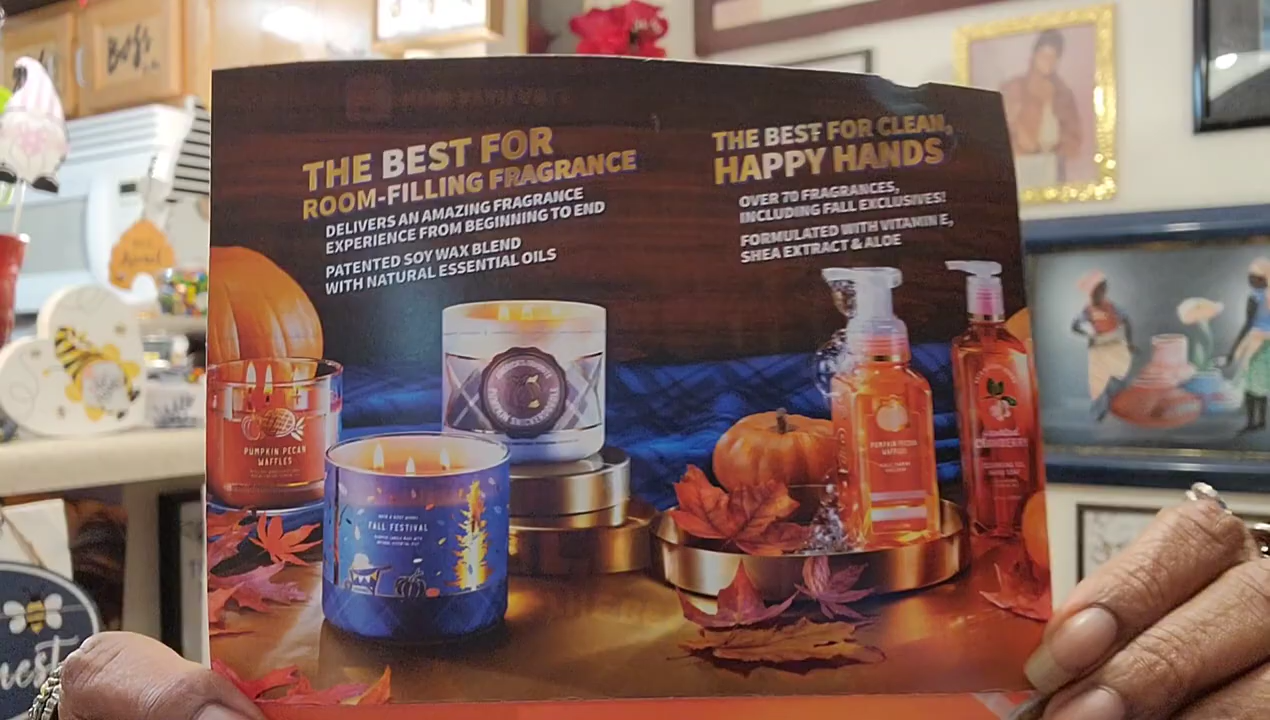 THE BEST FOR
ROOM-FILLING FRAGRANCE
DELIVERS AN AMAZING FRAGRANCE
EXPERIENCE FROM BEGINNING TO END
PATENTED SOY WAX BLEND
WITH NATURAL ESSENTIAL OILS
THE BEST FOR CLEAN,
HAPPY HANDS
OVER 70 FRAGRANCES,
INCLUDING FALL EXCLUSIVES!
FORMULATED WITH VITAMIN E,
SHEA EXTRACT & ALOE
PUMPKIN PECAN
WAFFLES
FALL FESTIVAL
PUMPKIN PECAN
WAFFLES
CRANBERRY